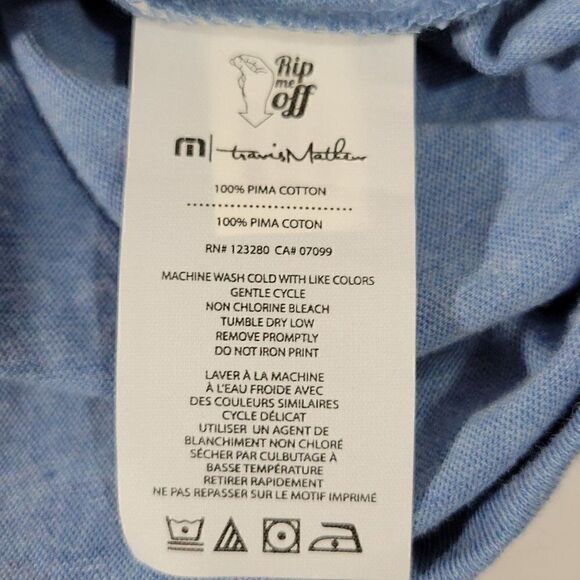 Rip
me
off
travisMathew
100% PIMA COTTON
100% PIMA COTON
RN# 123280 CA# 07099
MACHINE WASH COLD WITH LIKE COLORS
GENTLE CYCLE
NON CHLORINE BLEACH
TUMBLE DRY LOW
REMOVE PROMPTLY
DO NOT IRON PRINT
LAVER À LA MACHINE
À L'EAU FROIDE AVEC
DES COULEURS SIMILAIRES
CYCLE DÉLICAT
UTILISER UN AGENT DE
BLANCHIMENT NON CHLORÉ
SÉCHER PAR CULBUTAGE À
BASSE TEMPÉRATURE
RETIRER RAPIDEMENT
NE PAS REPASSER SUR LE MOTIF IMPRIMÉ